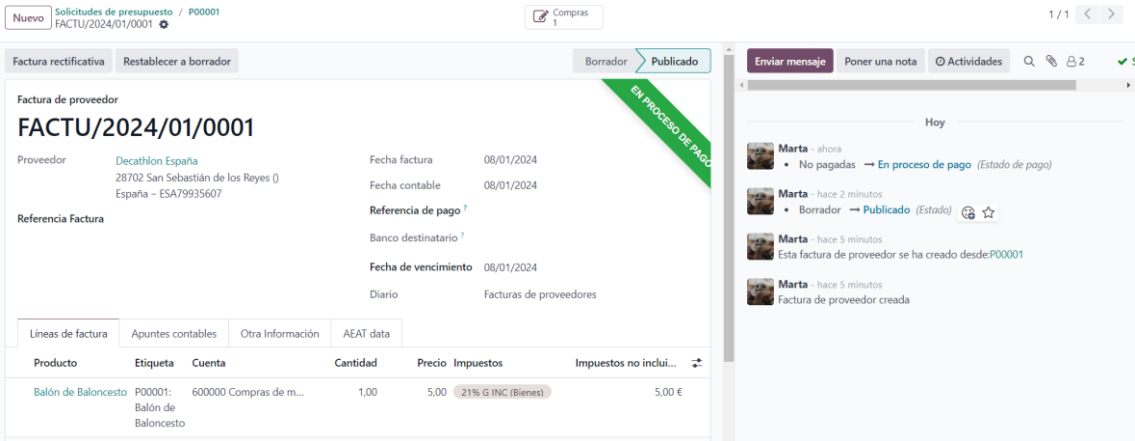 Nuevo
Solicitudes de presupuesto / P00001
FACTU/2024/01/0001
Compras
1
1 / 1
Factura rectificativa
Restablecer a borrador
Borrador
Publicado
Enviar mensaje
Poner una nota
Actividades
2
EN PROCESO DE PAGO
Factura de proveedor
FACTU/2024/01/0001
Proveedor
Decathlon España
28702 San Sebastián de los Reyes ()
España – ESA79935607
Referencia Factura
Fecha factura 08/01/2024
Fecha contable 08/01/2024
Referencia de pago ?
Banco destinatario ?
Fecha de vencimiento 08/01/2024
Diario Facturas de proveedores
Líneas de factura
Apuntes contables
Otra Información
AEAT data
Producto Etiqueta Cuenta Cantidad Precio Impuestos Impuestos no inclui...
Balón de Baloncesto P00001: 600000 Compras de m... 1,00 5,00 21% G INC (Bienes) 5,00 €
Balón de
Baloncesto
Hoy
Marta - ahora
• No pagadas → En proceso de pago (Estado de pago)
Marta - hace 2 minutos
• Borrador → Publicado (Estado)
Marta - hace 5 minutos
Esta factura de proveedor se ha creado desde:P00001
Marta - hace 5 minutos
Factura de proveedor creada